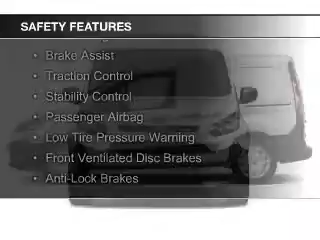 SAFETY FEATURES
• Brake Assist
• Traction Control
• Stability Control
• Passenger Airbag
• Low Tire Pressure Warning
• Front Ventilated Disc Brakes
• Anti-Lock Brakes